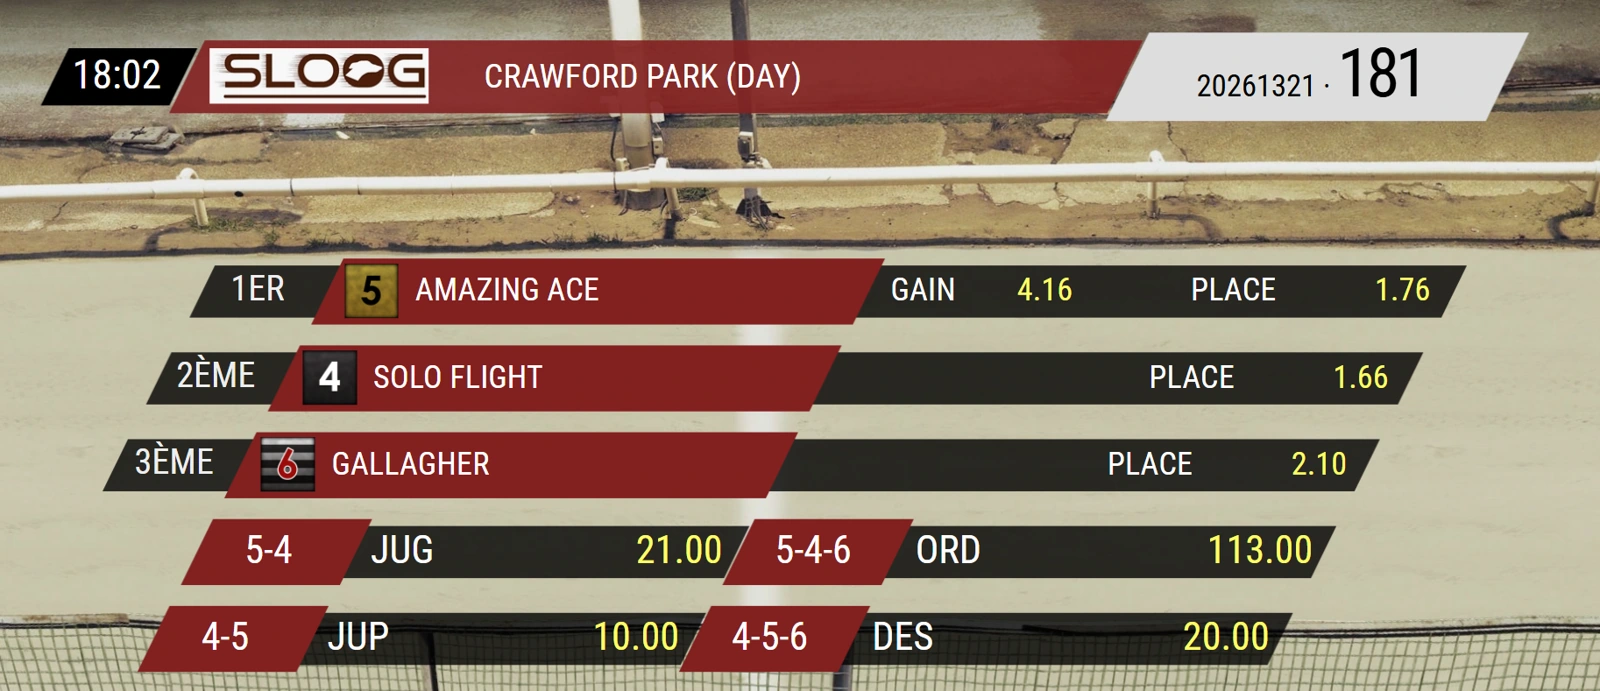 18:02 SLOOG CRAWFORD PARK (DAY) 20261321 · 181
1ER 5 AMAZING ACE GAIN 4.16 PLACE 1.76
2ÈME 4 SOLO FLIGHT PLACE 1.66
3ÈME 6 GALLAGHER PLACE 2.10
5-4 JUG 21.00 5-4-6 ORD 113.00
4-5 JUP 10.00 4-5-6 DES 20.00